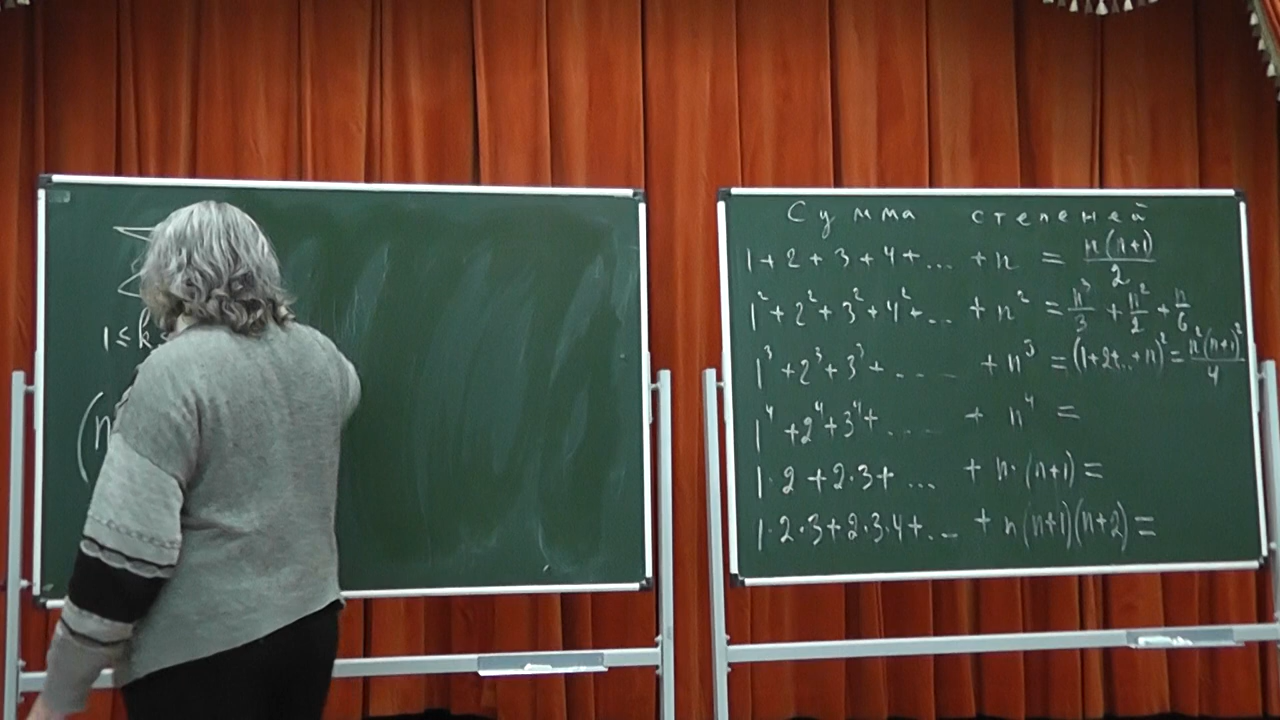 1 ≤ k
(n
Сумма степеней
1 + 2 + 3 + 4 + ... + n = n(n+1)/2
1² + 2² + 3² + 4² + ... + n² = n³/3 + n²/2 + n/6
1³ + 2³ + 3³ + .... + n³ = (1+2+..+n)² = n²(n+1)²/4
1⁴ + 2⁴ + 3⁴ + .... + n⁴ =
1·2 + 2·3 + ... + n·(n+1) =
1·2·3 + 2·3·4 + ... + n(n+1)(n+2) =